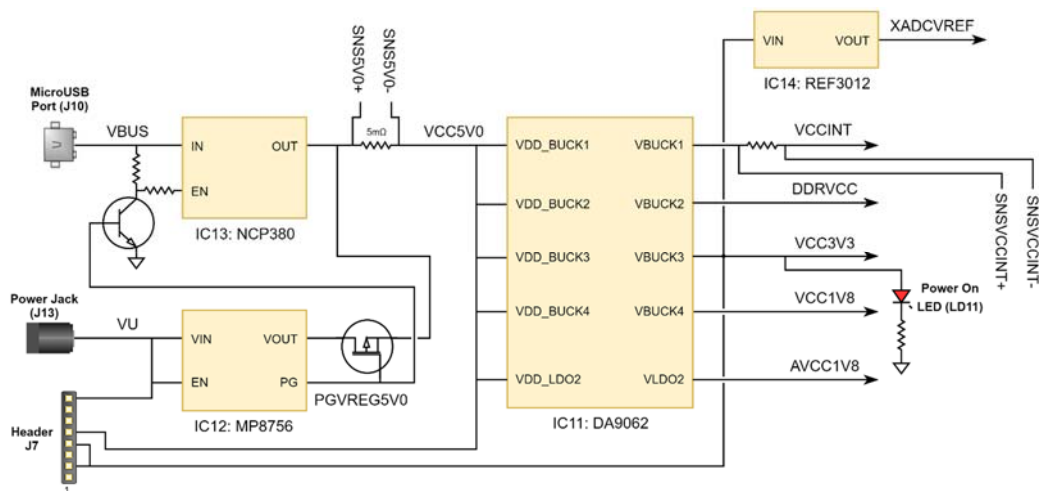 XADCVREF
VIN
VOUT
IC14: REF3012
MicroUSB
Port (J10)
VBUS
IN
OUT
EN
IC13: NCP380
SNS5V0+
SNS5V0-
5mΩ
VCC5V0
VDD_BUCK1
VBUCK1
VDD_BUCK2
VBUCK2
VDD_BUCK3
VBUCK3
VDD_BUCK4
VBUCK4
VDD_LDO2
VLDO2
IC11: DA9062
VCCINT
DDRVCC
VCC3V3
VCC1V8
AVCC1V8
SNSVCCINT+
SNSVCCINT-
Power On
LED (LD11)
Power Jack
(J13)
VU
VIN
VOUT
EN
PG
PGVREG5V0
IC12: MP8756
Header
J7
1